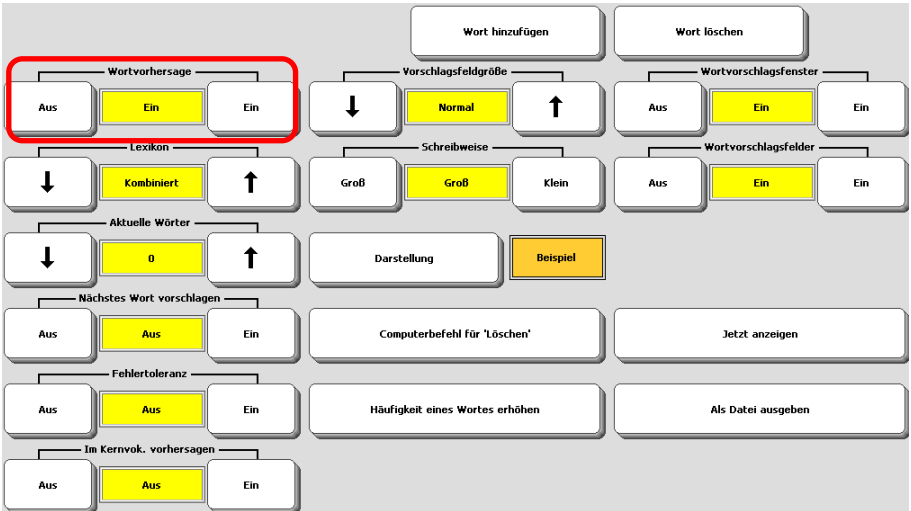 Wort hinzufügen Wort löschen
Wortvorhersage Vorschlagsfeldgröße Wortvorschlagsfenster
Aus Ein Ein ↓ Normal ↑ Aus Ein Ein
Lexikon Schreibweise Wortvorschlagsfelder
↓ Kombiniert ↑ Groß Groß Klein Aus Ein Ein
Aktuelle Wörter
↓ 0 ↑ Darstellung Beispiel
Nächstes Wort vorschlagen
Aus Aus Ein Computerbefehl für 'Löschen' Jetzt anzeigen
Fehlertoleranz
Aus Aus Ein Häufigkeit eines Wortes erhöhen Als Datei ausgeben
Im Kernvok. vorhersagen
Aus Aus Ein